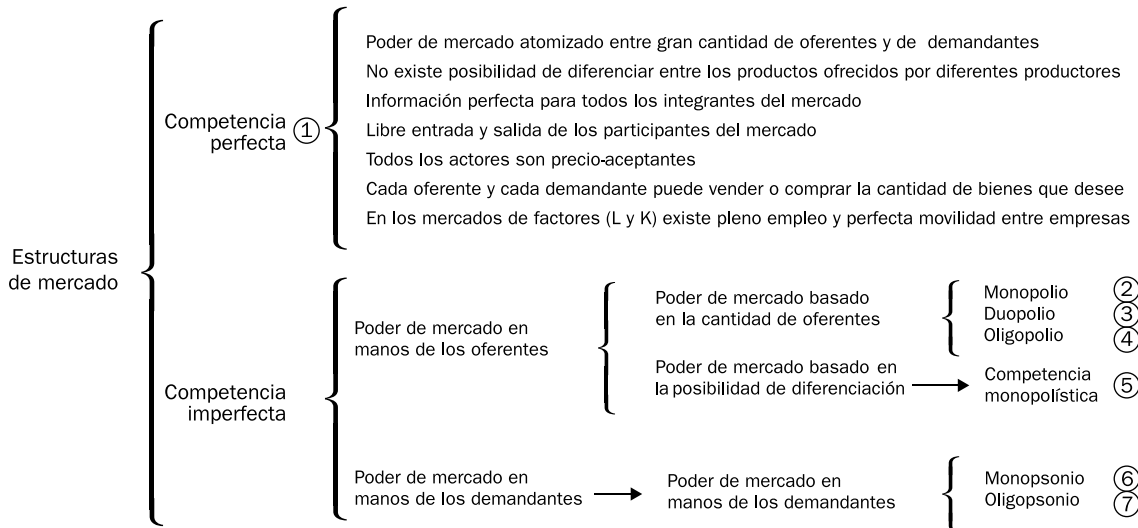 Estructuras
de mercado
Competencia
perfecta ①
Poder de mercado atomizado entre gran cantidad de oferentes y de demandantes
No existe posibilidad de diferenciar entre los productos ofrecidos por diferentes productores
Información perfecta para todos los integrantes del mercado
Libre entrada y salida de los participantes del mercado
Todos los actores son precio-aceptantes
Cada oferente y cada demandante puede vender o comprar la cantidad de bienes que desee
En los mercados de factores (L y K) existe pleno empleo y perfecta movilidad entre empresas
Competencia
imperfecta
Poder de mercado en
manos de los oferentes
Poder de mercado basado
en la cantidad de oferentes
Monopolio ②
Duopolio ③
Oligopolio ④
Poder de mercado basado en
la posibilidad de diferenciación
Competencia
monopolística ⑤
Poder de mercado en
manos de los demandantes
Poder de mercado en
manos de los demandantes
Monopsonio ⑥
Oligopsonio ⑦